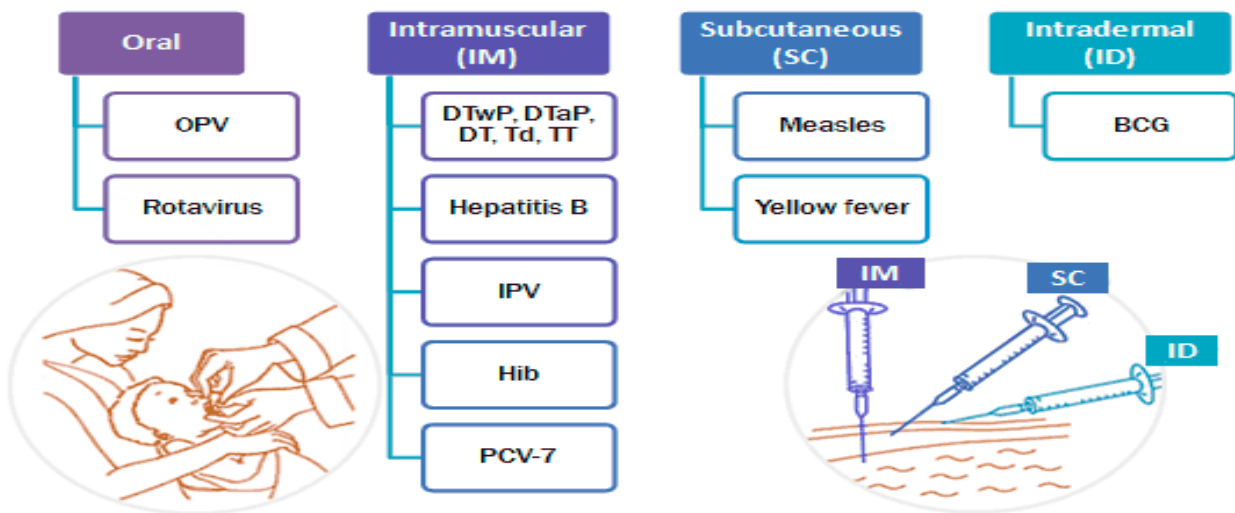 Oral
OPV
Rotavirus
Intramuscular
(IM)
DTwP, DTaP,
DT, Td, TT
Hepatitis B
IPV
Hib
PCV-7
Subcutaneous
(SC)
Measles
Yellow fever
Intradermal
(ID)
BCG
IM
SC
ID